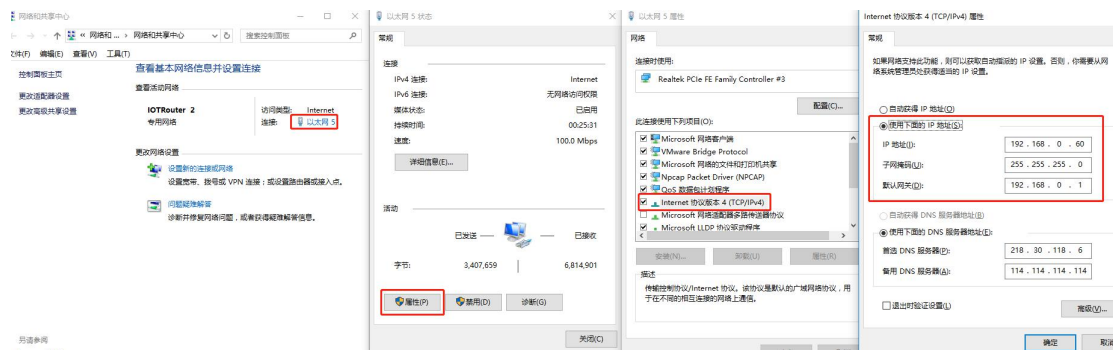 网络和共享中心
« 网络和 ... › 网络和共享中心
搜索控制面板
文件(F) 编辑(E) 查看(V) 工具(T)
控制面板主页
更改适配器设置
更改高级共享设置
查看基本网络信息并设置连接
查看活动网络
IOTRouter 2
专用网络
访问类型: Internet
连接: 以太网 5
更改网络设置
设置新的连接或网络
设置宽带、拨号或 VPN 连接；或设置路由器或接入点。
问题疑难解答
诊断并修复网络问题，或者获得疑难解答信息。
另请参阅
以太网 5 状态
常规
连接
IPv4 连接: Internet
IPv6 连接: 无网络访问权限
媒体状态: 已启用
持续时间: 00:25:31
速度: 100.0 Mbps
详细信息(E)...
活动
已发送 — — 已接收
字节: 3,407,659 | 6,814,901
属性(P) 禁用(D) 诊断(G)
关闭(C)
以太网 5 属性
网络
连接时使用:
Realtek PCIe FE Family Controller #3
配置(C)...
此连接使用下列项目(O):
Microsoft 网络客户端
VMware Bridge Protocol
Microsoft 网络的文件和打印机共享
Npcap Packet Driver (NPCAP)
QoS 数据包计划程序
Internet 协议版本 4 (TCP/IPv4)
Microsoft 网络适配器多路传送器协议
Microsoft LLDP 协议驱动程序
安装(N)... 卸载(U) 属性(R)
描述
传输控制协议/Internet 协议。该协议是默认的广域网络协议，用
于在不同的相互连接的网络上通信。
Internet 协议版本 4 (TCP/IPv4) 属性
常规
如果网络支持此功能，则可以获取自动指派的 IP 设置。否则，你需要从网
络系统管理员处获得适当的 IP 设置。
自动获得 IP 地址(O)
使用下面的 IP 地址(S):
IP 地址(I): 192 . 168 . 0 . 60
子网掩码(U): 255 . 255 . 255 . 0
默认网关(D): 192 . 168 . 0 . 1
自动获得 DNS 服务器地址(B)
使用下面的 DNS 服务器地址(E):
首选 DNS 服务器(P): 218 . 30 . 118 . 6
备用 DNS 服务器(A): 114 . 114 . 114 . 114
退出时验证设置(L)
高级(V)...
确定 取消